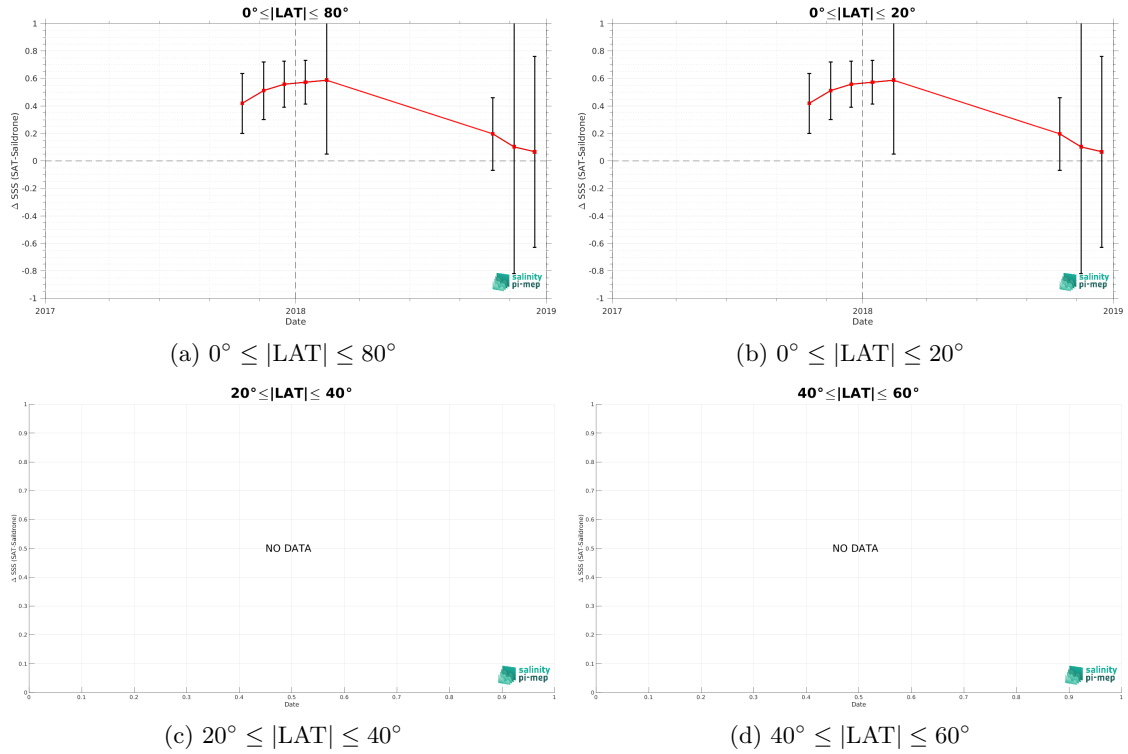 0°≤|LAT|≤ 80°
1
0.8
0.6
0.4
0.2
0
-0.2
-0.4
-0.6
-0.8
-1
Δ SSS (SAT-Saildrone)
2017
2018
2019
Date
salinity
pi-mep
(a) 0° ≤ |LAT| ≤ 80°
0°≤|LAT|≤ 20°
1
0.8
0.6
0.4
0.2
0
-0.2
-0.4
-0.6
-0.8
-1
Δ SSS (SAT-Saildrone)
2017
2018
2019
Date
salinity
pi-mep
(b) 0° ≤ |LAT| ≤ 20°
20°≤|LAT|≤ 40°
1
0.9
0.8
0.7
0.6
0.5
0.4
0.3
0.2
0.1
0
Δ SSS (SAT-Saildrone)
NO DATA
0 0.1 0.2 0.3 0.4 0.5 0.6 0.7 0.8 0.9 1
Date
salinity
pi-mep
(c) 20° ≤ |LAT| ≤ 40°
40°≤|LAT|≤ 60°
1
0.9
0.8
0.7
0.6
0.5
0.4
0.3
0.2
0.1
0
Δ SSS (SAT-Saildrone)
NO DATA
0 0.1 0.2 0.3 0.4 0.5 0.6 0.7 0.8 0.9 1
Date
salinity
pi-mep
(d) 40° ≤ |LAT| ≤ 60°